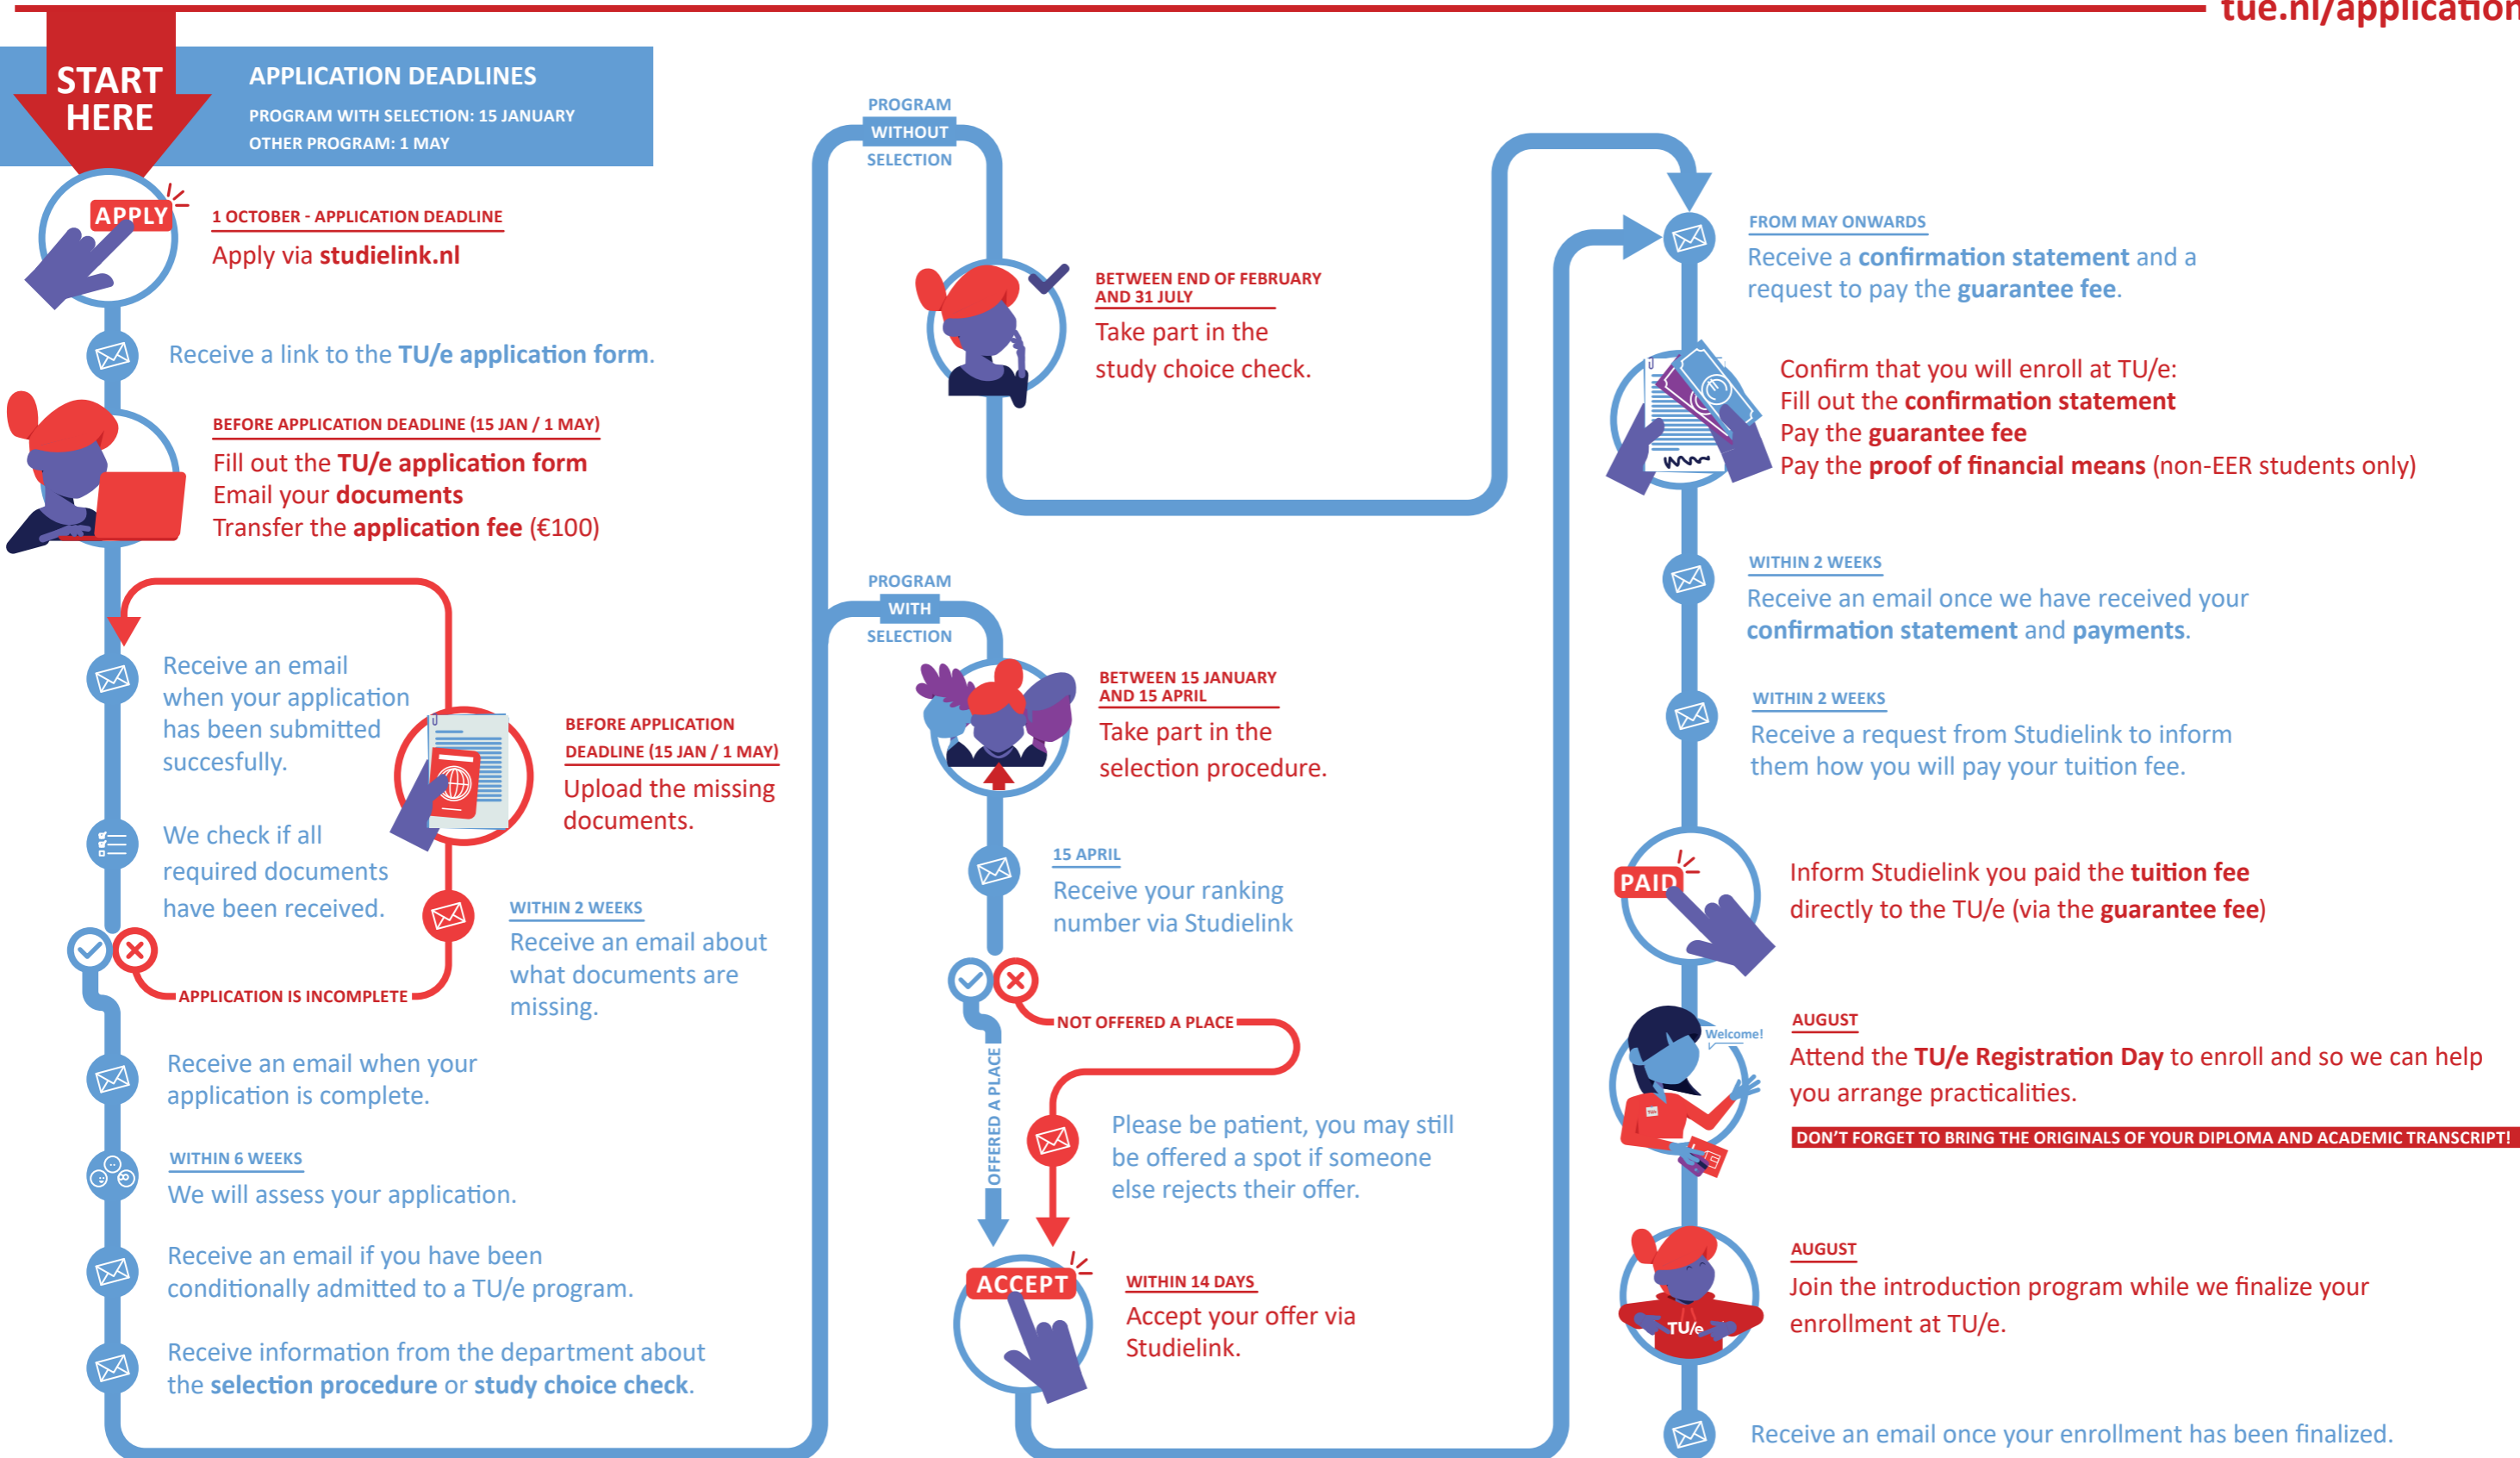 tue.nl/application
START
HERE
APPLICATION DEADLINES
PROGRAM WITH SELECTION: 15 JANUARY
OTHER PROGRAM: 1 MAY
APPLY
1 OCTOBER - APPLICATION DEADLINE
Apply via studielink.nl
Receive a link to the TU/e application form.
BEFORE APPLICATION DEADLINE (15 JAN / 1 MAY)
Fill out the TU/e application form
Email your documents
Transfer the application fee (€100)
Receive an email
when your application
has been submitted
succesfully.
BEFORE APPLICATION
DEADLINE (15 JAN / 1 MAY)
Upload the missing
documents.
We check if all
required documents
have been received.
WITHIN 2 WEEKS
Receive an email about
what documents are
missing.
APPLICATION IS INCOMPLETE
Receive an email when your
application is complete.
WITHIN 6 WEEKS
We will assess your application.
Receive an email if you have been
conditionally admitted to a TU/e program.
Receive information from the department about
the selection procedure or study choice check.
PROGRAM
WITHOUT
SELECTION
BETWEEN END OF FEBRUARY
AND 31 JULY
Take part in the
study choice check.
PROGRAM
WITH
SELECTION
BETWEEN 15 JANUARY
AND 15 APRIL
Take part in the
selection procedure.
15 APRIL
Receive your ranking
number via Studielink
NOT OFFERED A PLACE
OFFERED A PLACE
Please be patient, you may still
be offered a spot if someone
else rejects their offer.
ACCEPT
WITHIN 14 DAYS
Accept your offer via
Studielink.
FROM MAY ONWARDS
Receive a confirmation statement and a
request to pay the guarantee fee.
Confirm that you will enroll at TU/e:
Fill out the confirmation statement
Pay the guarantee fee
Pay the proof of financial means (non-EER students only)
WITHIN 2 WEEKS
Receive an email once we have received your
confirmation statement and payments.
WITHIN 2 WEEKS
Receive a request from Studielink to inform
them how you will pay your tuition fee.
PAID
Inform Studielink you paid the tuition fee
directly to the TU/e (via the guarantee fee)
Welcome!
AUGUST
Attend the TU/e Registration Day to enroll and so we can help
you arrange practicalities.
DON'T FORGET TO BRING THE ORIGINALS OF YOUR DIPLOMA AND ACADEMIC TRANSCRIPT!
AUGUST
Join the introduction program while we finalize your
enrollment at TU/e.
TU/e
Receive an email once your enrollment has been finalized.